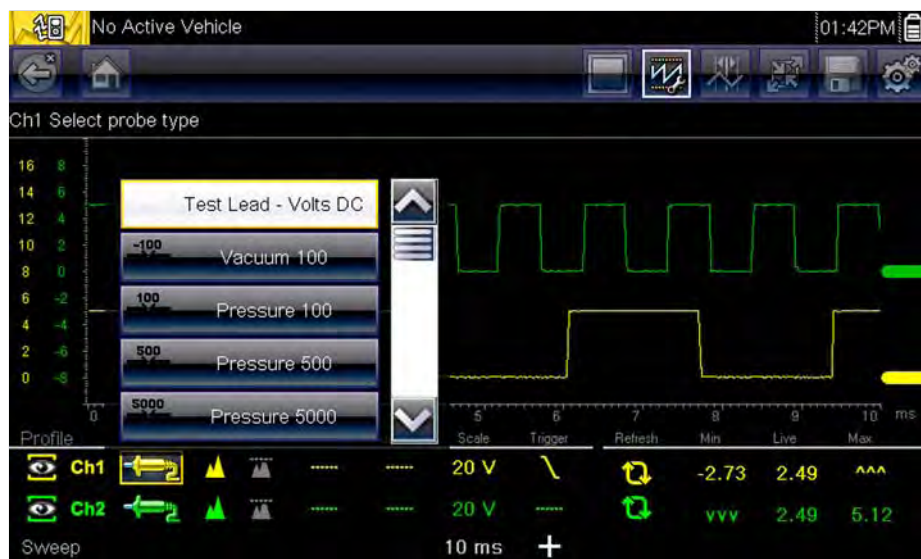 No Active Vehicle 01:42PM
Ch1 Select probe type
16 8
14 6
12 4
10 2
8 0
6 -2
4 -4
2 -6
0 -8
Test Lead - Volts DC
-100 Vacuum 100
100 Pressure 100
500 Pressure 500
5000 Pressure 5000
0 5 6 7 8 9 10 ms
Profile Scale Trigger Refresh Min Live Max
Ch1 ------ ------ 20 V -2.73 2.49 ^^^
Ch2 ------ ------ 20 V ------ vvv 2.49 5.12
Sweep 10 ms +